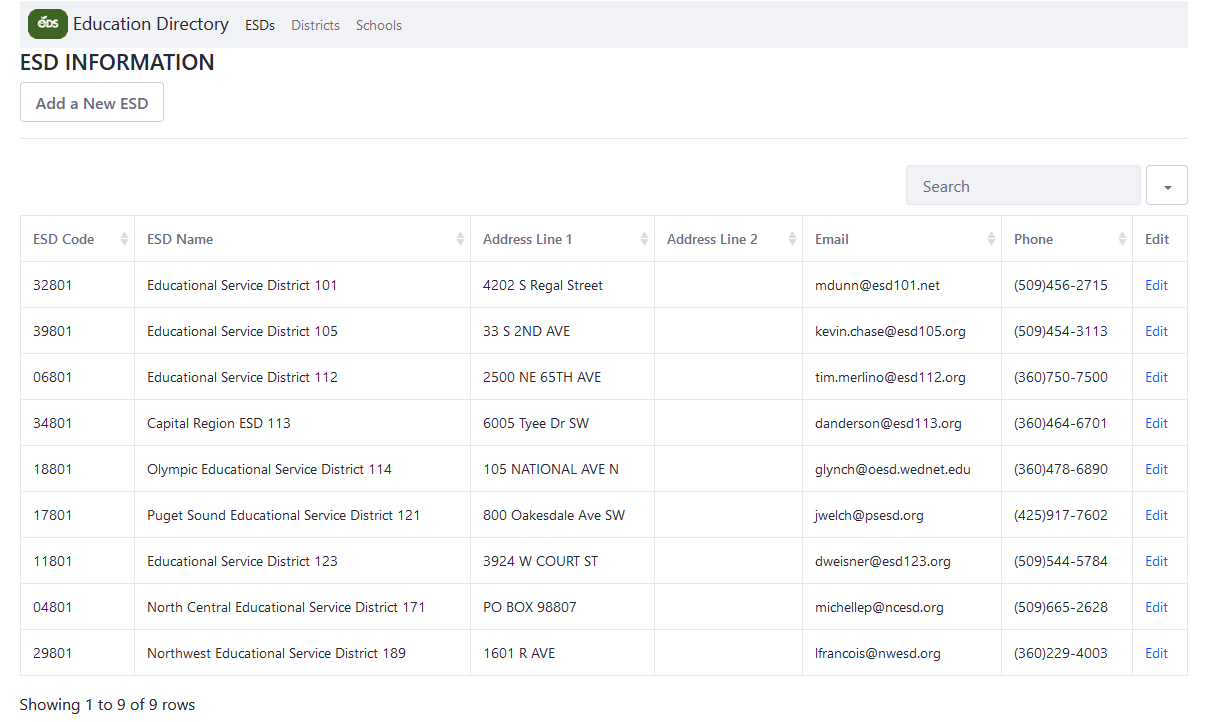 eds Education Directory ESDs Districts Schools
ESD INFORMATION
Add a New ESD
Search
ESD Code ESD Name Address Line 1 Address Line 2 Email Phone Edit
32801 Educational Service District 101 4202 S Regal Street mdunn@esd101.net (509)456-2715 Edit
39801 Educational Service District 105 33 S 2ND AVE kevin.chase@esd105.org (509)454-3113 Edit
06801 Educational Service District 112 2500 NE 65TH AVE tim.merlino@esd112.org (360)750-7500 Edit
34801 Capital Region ESD 113 6005 Tyee Dr SW danderson@esd113.org (360)464-6701 Edit
18801 Olympic Educational Service District 114 105 NATIONAL AVE N glynch@oesd.wednet.edu (360)478-6890 Edit
17801 Puget Sound Educational Service District 121 800 Oakesdale Ave SW jwelch@psesd.org (425)917-7602 Edit
11801 Educational Service District 123 3924 W COURT ST dweisner@esd123.org (509)544-5784 Edit
04801 North Central Educational Service District 171 PO BOX 98807 michellep@ncesd.org (509)665-2628 Edit
29801 Northwest Educational Service District 189 1601 R AVE lfrancois@nwesd.org (360)229-4003 Edit
Showing 1 to 9 of 9 rows